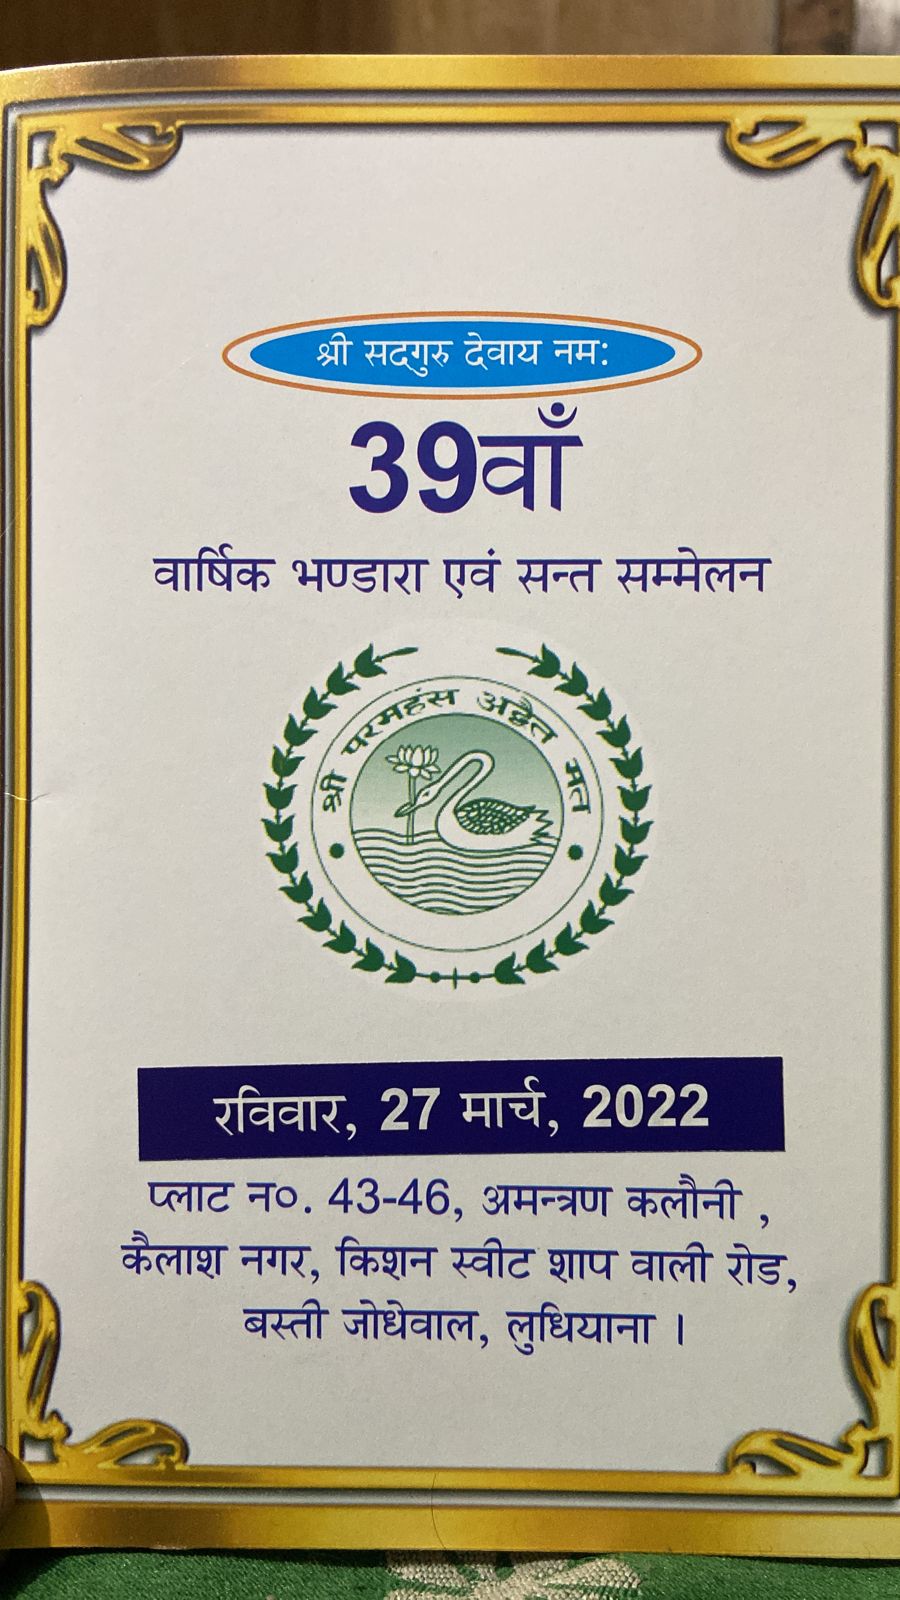 श्री सद्गुरु देवाय नम:
39वाँ
वार्षिक भण्डारा एवं सन्त सम्मेलन
श्री परमहंस अद्वैत मत
रविवार, 27 मार्च, 2022
प्लाट न०. 43-46, अमन्त्रण कलौनी ,
कैलाश नगर, किशन स्वीट शाप वाली रोड,
बस्ती जोधेवाल, लुधियाना ।